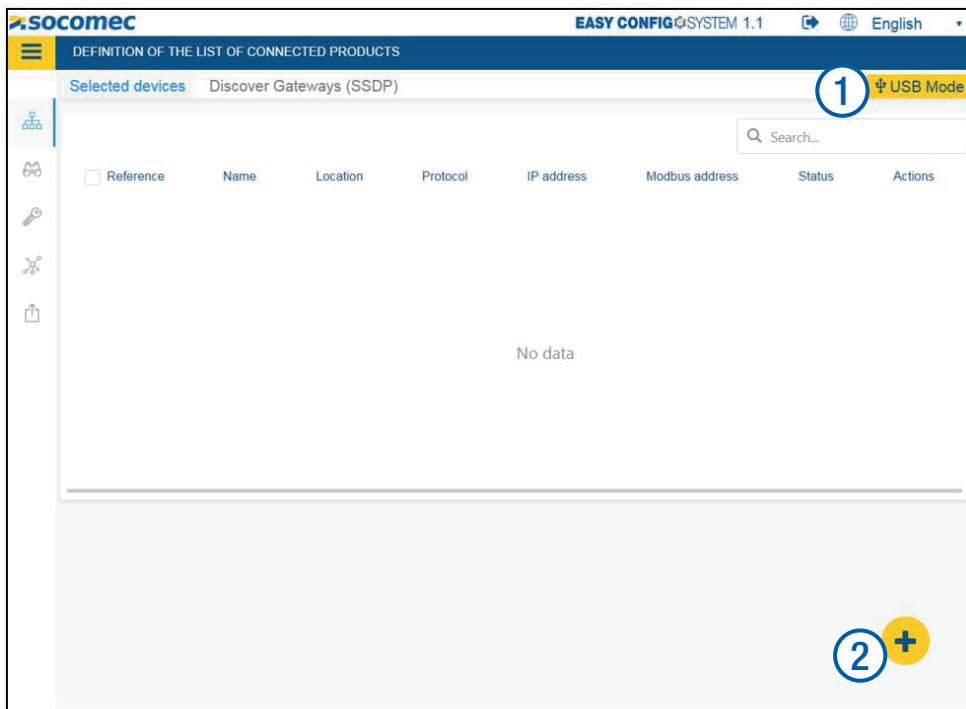 socomec
EASY CONFIG SYSTEM 1.1 English
DEFINITION OF THE LIST OF CONNECTED PRODUCTS
Selected devices Discover Gateways (SSDP) 1 USB Mode
Search...
Reference Name Location Protocol IP address Modbus address Status Actions
No data
2 +